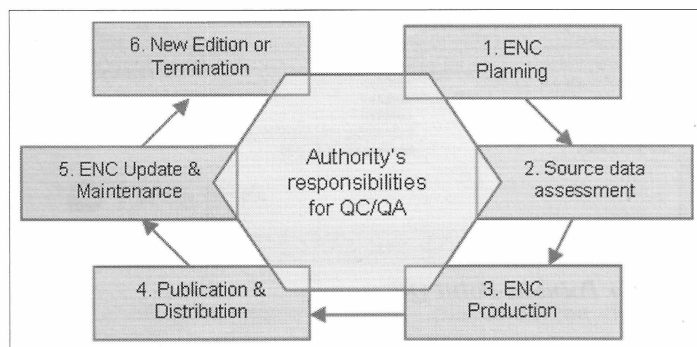 6. New Edition or
Termination
1. ENC
Planning
5. ENC Update &
Maintenance
Authority's
responsibilities
for QC/QA
2. Source data
assessment
4. Publication &
Distribution
3. ENC
Production